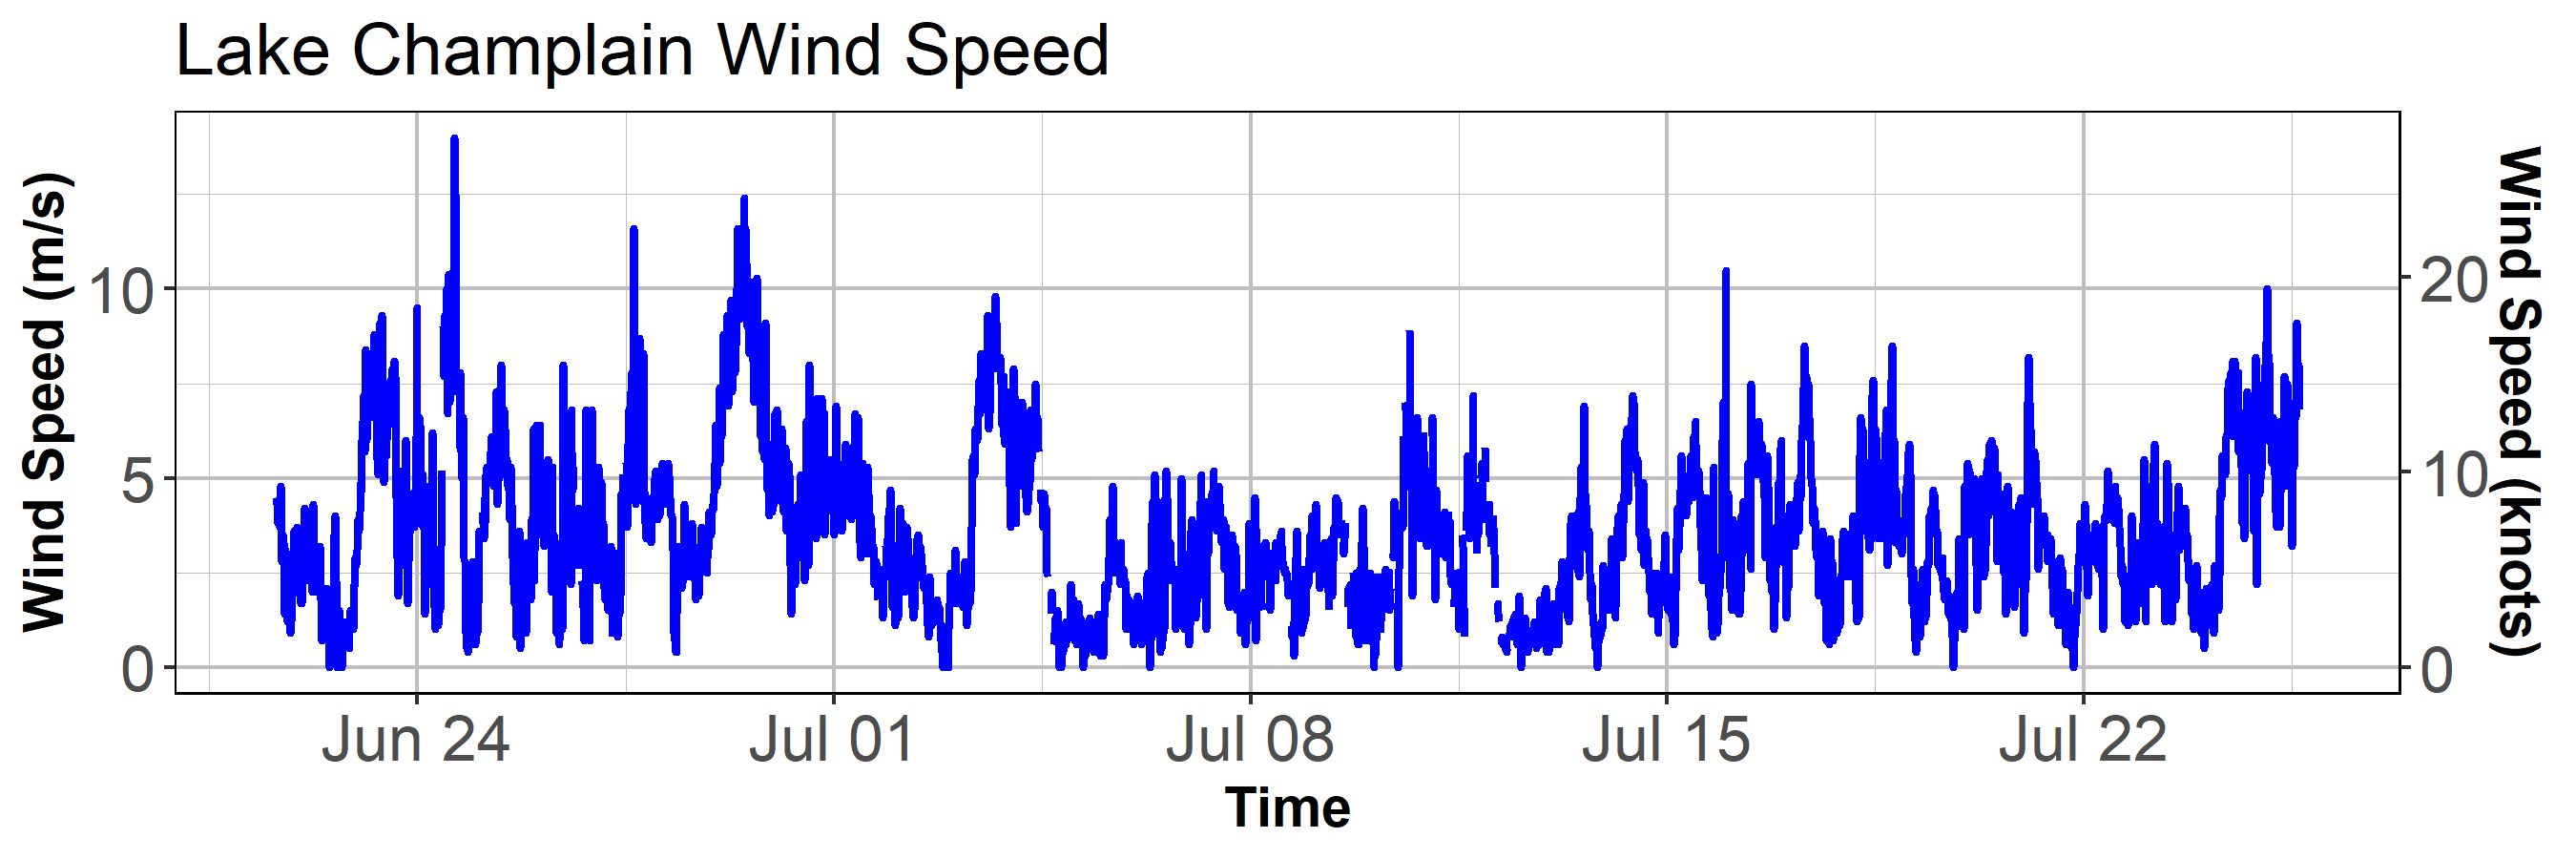 Lake Champlain Wind Speed
Wind Speed (m/s)
10
5
0
20
10
0
Wind Speed (knots)
Jun 24
Jul 01
Jul 08
Jul 15
Jul 22
Time